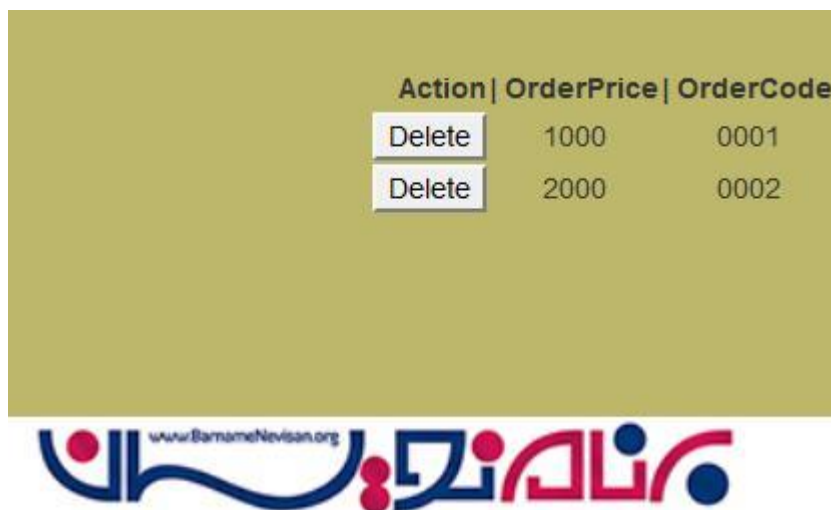 Action | OrderPrice | OrderCode
Delete 1000 0001
Delete 2000 0002
www.BarnameNevisan.org
برنامه نویسان